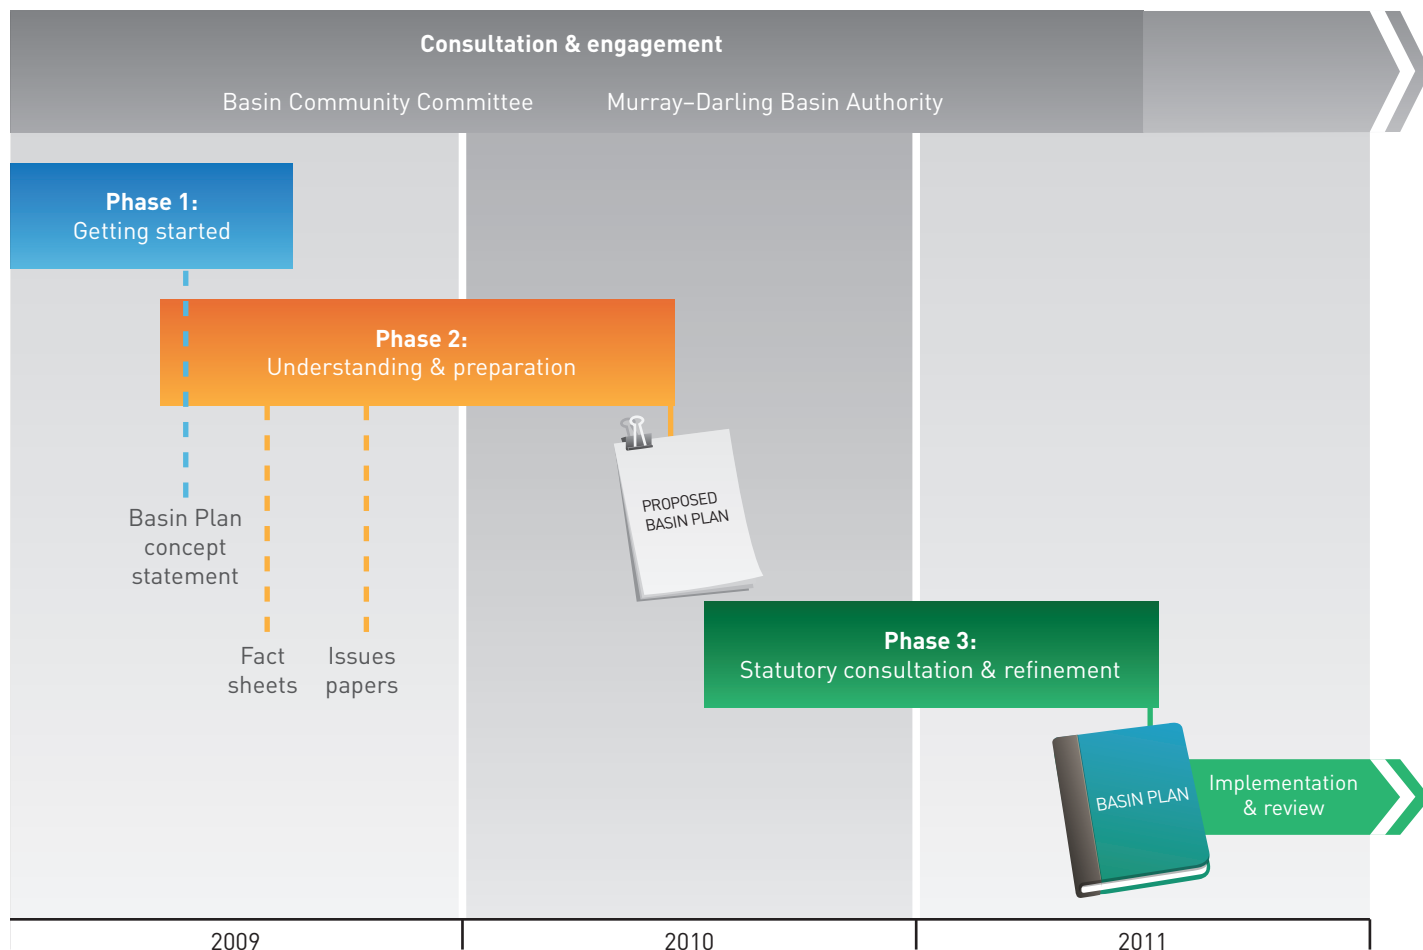 Consultation & engagement
Basin Community Committee
Murray–Darling Basin Authority
Phase 1:
Getting started
Phase 2:
Understanding & preparation
PROPOSED
BASIN PLAN
Basin Plan
concept
statement
Fact
sheets
Issues
papers
Phase 3:
Statutory consultation & refinement
BASIN PLAN
Implementation
& review
2009
2010
2011